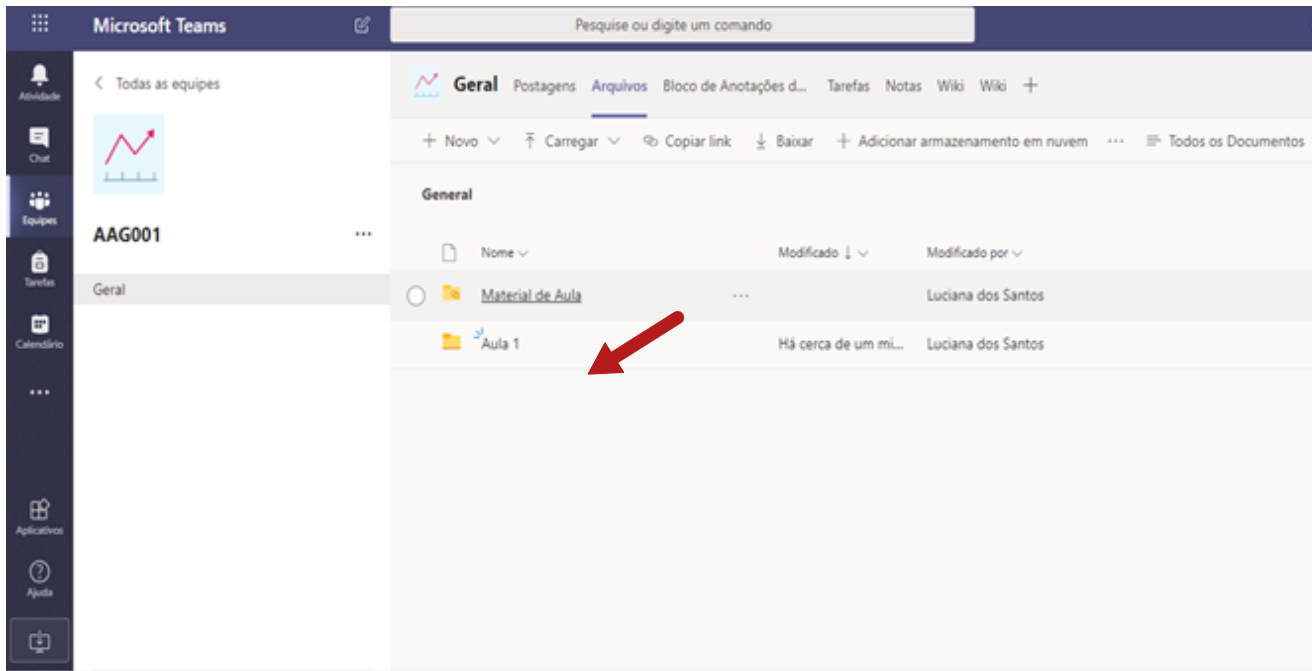 Microsoft Teams
Pesquise ou digite um comando
Atividade
Chat
Equipes
Tarefas
Calendário
Aplicativos
Ajuda
Todas as equipes
AAG001
Geral
Geral Postagens Arquivos Bloco de Anotações d... Tarefas Notas Wiki Wiki
Novo Carregar Copiar link Baixar Adicionar armazenamento em nuvem ... Todos os Documentos
General
Nome Modificado Modificado por
Material de Aula ... Luciana dos Santos
Aula 1 Há cerca de um mi... Luciana dos Santos